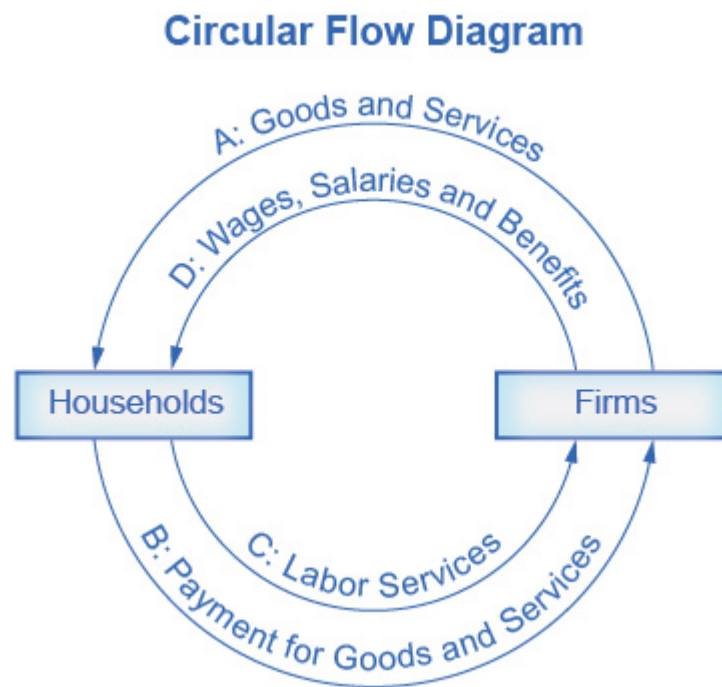 Circular Flow Diagram
A: Goods and Services
D: Wages, Salaries and Benefits
Households
Firms
C: Labor Services
B: Payment for Goods and Services